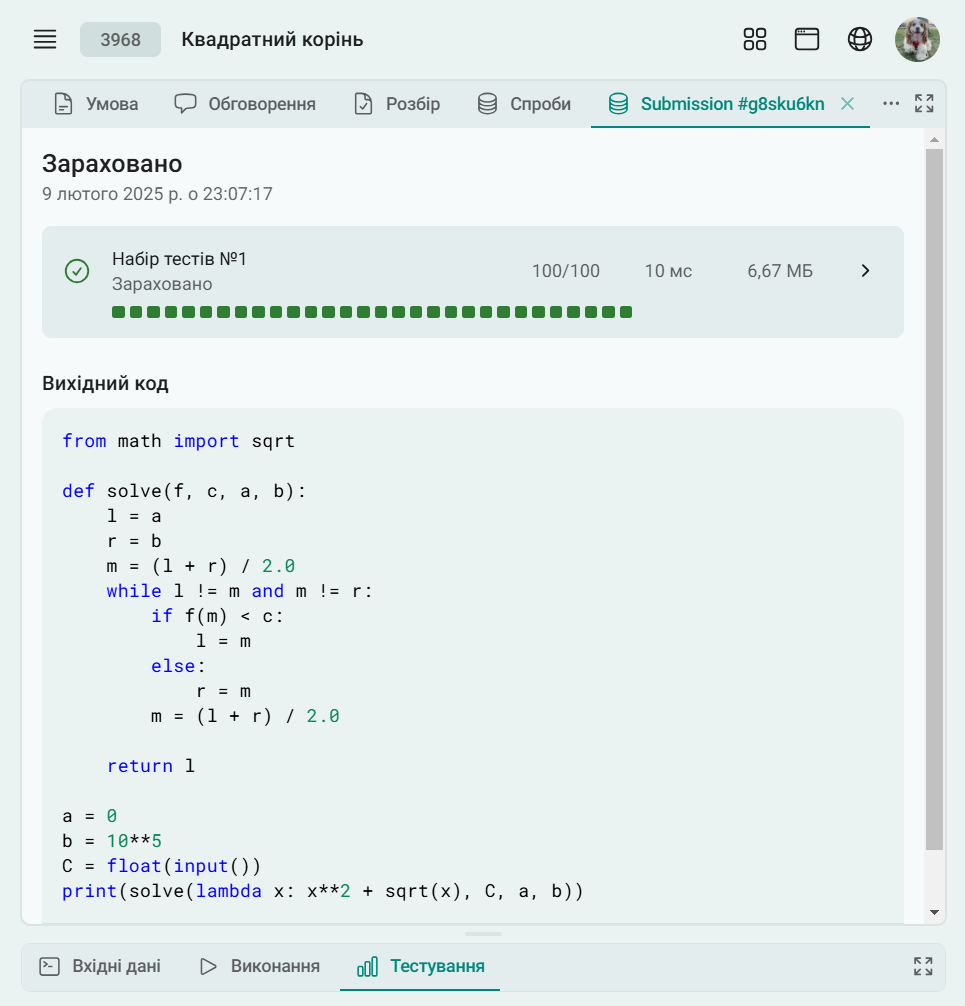 3968 Квадратний корінь
Умова Обговорення Розбір Спроби Submission #g8sku6kn
Зараховано
9 лютого 2025 р. о 23:07:17
Набір тестів №1
Зараховано
100/100 10 мс 6,67 МБ
Вихідний код
from math import sqrt
def solve(f, c, a, b):
    l = a
    r = b
    m = (l + r) / 2.0
    while l != m and m != r:
        if f(m) < c:
            l = m
        else:
            r = m
        m = (l + r) / 2.0
    return l
a = 0
b = 10**5
C = float(input())
print(solve(lambda x: x**2 + sqrt(x), C, a, b))
Вхідні дані Виконання Тестування